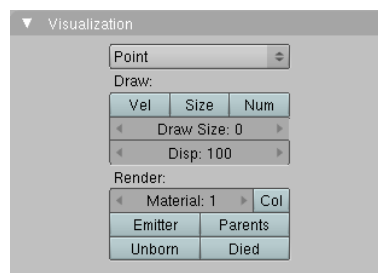 Visualization
Point
Draw:
Vel Size Num
Draw Size: 0
Disp: 100
Render:
Material: 1 Col
Emitter Parents
Unborn Died